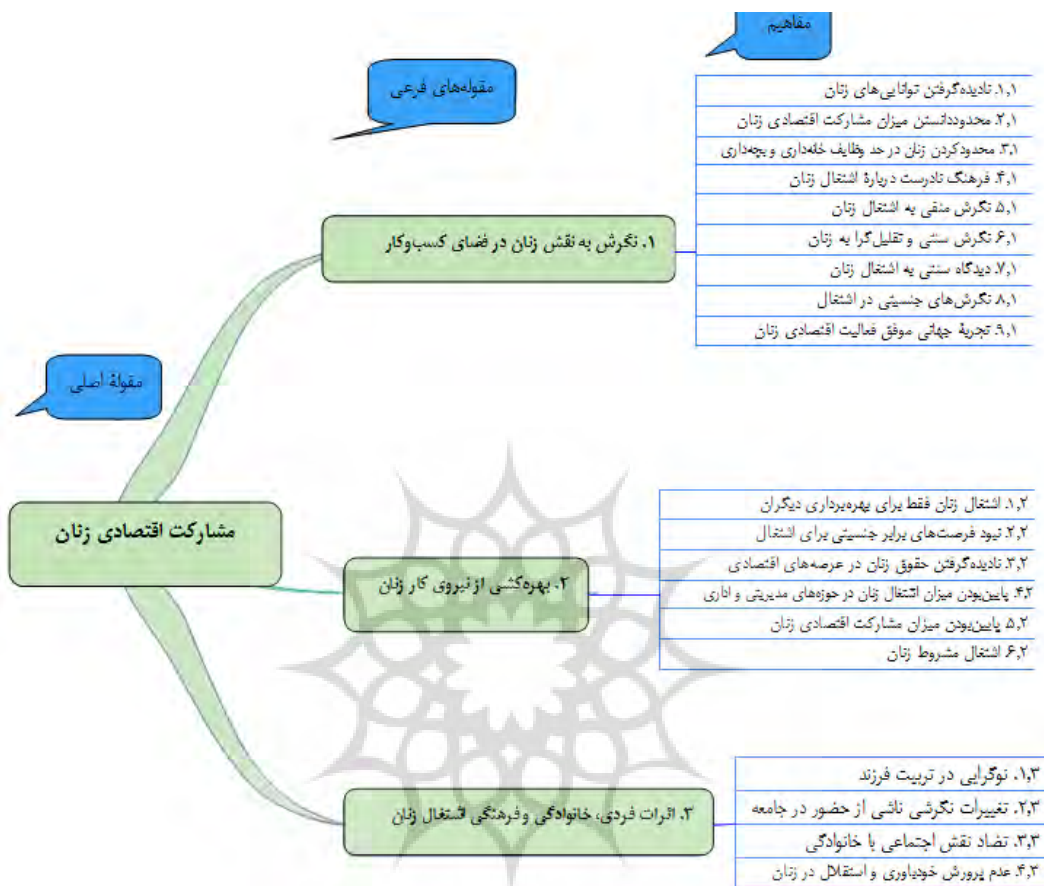 مفاهیم
مقوله‌های فرعی
مقولهٔ اصلی
مشارکت اقتصادی زنان
۱. نگرش به نقش زنان در فضای کسب‌وکار
۱,۱. نادیده‌گرفتن توانایی‌های زنان
۲,۱. محدوددانستن میزان مشارکت اقتصادی زنان
۳,۱. محدودکردن زنان در حد وظایف خانه‌داری و بچه‌داری
۴,۱. فرهنگ نادرست دربارهٔ اشتغال زنان
۵,۱. نگرش منفی به اشتغال زنان
۶,۱. نگرش سنتی و تقلیل‌گرا به زنان
۷,۱. دیدگاه سنتی به اشتغال زنان
۸,۱. نگرش‌های جنسیتی در اشتغال
۹,۱. تجربهٔ جهانی موفق فعالیت اقتصادی زنان
۲. بهره‌کشی از نیروی کار زنان
۱,۲. اشتغال زنان فقط برای بهره‌برداری دیگران
۲,۲. نبود فرصت‌های برابر جنسیتی برای اشتغال
۳,۲. نادیده‌گرفتن حقوق زنان در عرصه‌های اقتصادی
۴,۲. پایین‌بودن میزان اشتغال زنان در حوزه‌های مدیریتی و اداری
۵,۲. پایین‌بودن میزان مشارکت اقتصادی زنان
۶,۲. اشتغال مشروط زنان
۳. اثرات فردی، خانوادگی و فرهنگی اشتغال زنان
۱,۳. نوگرایی در تربیت فرزند
۲,۳. تغییرات نگرشی ناشی از حضور در جامعه
۳,۳. تضاد نقش اجتماعی با خانوادگی
۴,۳. عدم پرورش خودباوری و استقلال در زنان